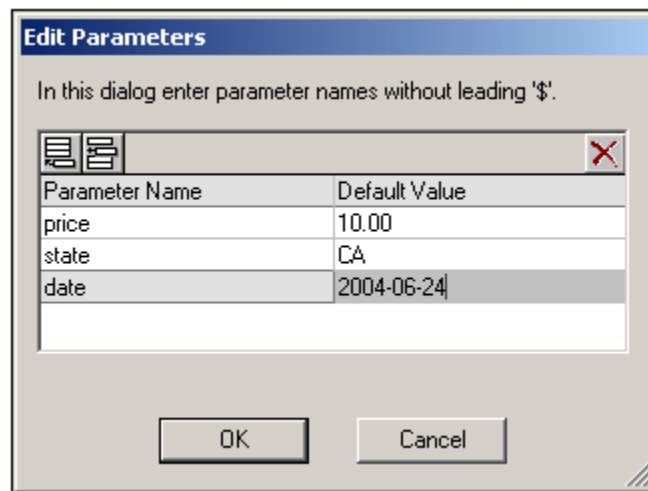 Edit Parameters
In this dialog enter parameter names without leading '$'.
Parameter Name Default Value
price 10.00
state CA
date 2004-06-24
OK Cancel